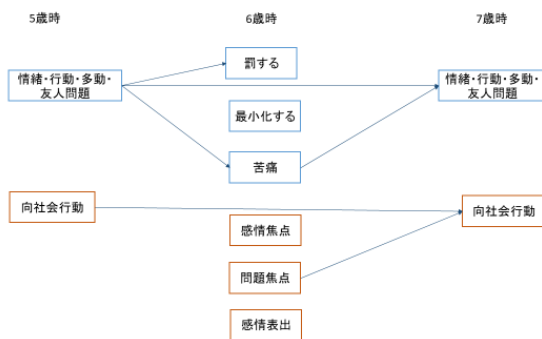 5歳時
6歳時
7歳時
罰する
情緒・行動・多動・
友人問題
情緒・行動・多動・
友人問題
最小化する
苦痛
向社会行動
向社会行動
感情焦点
問題焦点
感情表出